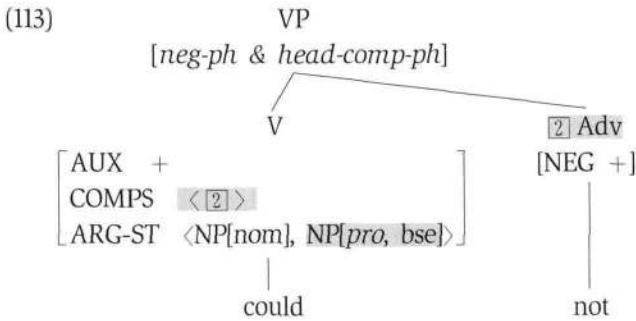 (113) VP
[neg-ph & head-comp-ph]
V 2 Adv
AUX + [NEG +]
COMPS 〈 2 〉
ARG-ST 〈NP[nom], NP[pro, bse]〉
could not